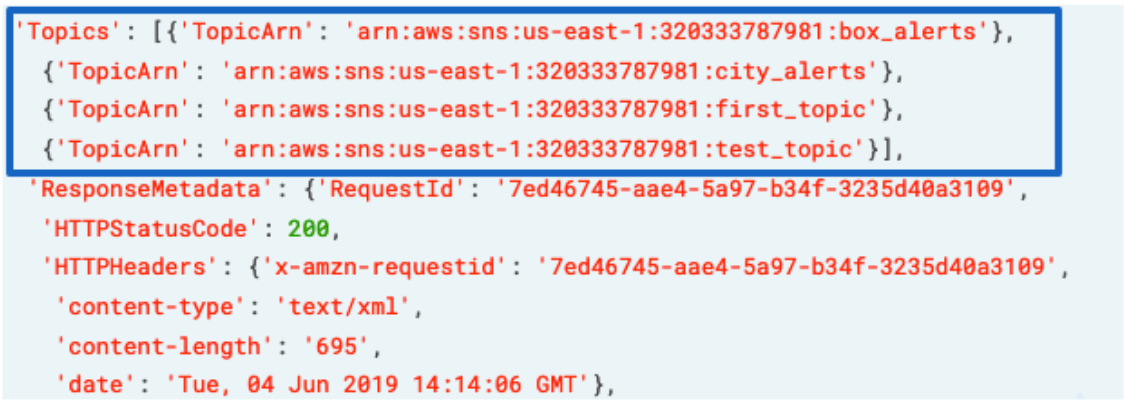 'Topics': [{'TopicArn': 'arn:aws:sns:us-east-1:320333787981:box_alerts'},
{'TopicArn': 'arn:aws:sns:us-east-1:320333787981:city_alerts'},
{'TopicArn': 'arn:aws:sns:us-east-1:320333787981:first_topic'},
{'TopicArn': 'arn:aws:sns:us-east-1:320333787981:test_topic'}],
'ResponseMetadata': {'RequestId': '7ed46745-aae4-5a97-b34f-3235d40a3109',
'HTTPStatusCode': 200,
'HTTPHeaders': {'x-amzn-requestid': '7ed46745-aae4-5a97-b34f-3235d40a3109',
'content-type': 'text/xml',
'content-length': '695',
'date': 'Tue, 04 Jun 2019 14:14:06 GMT'},